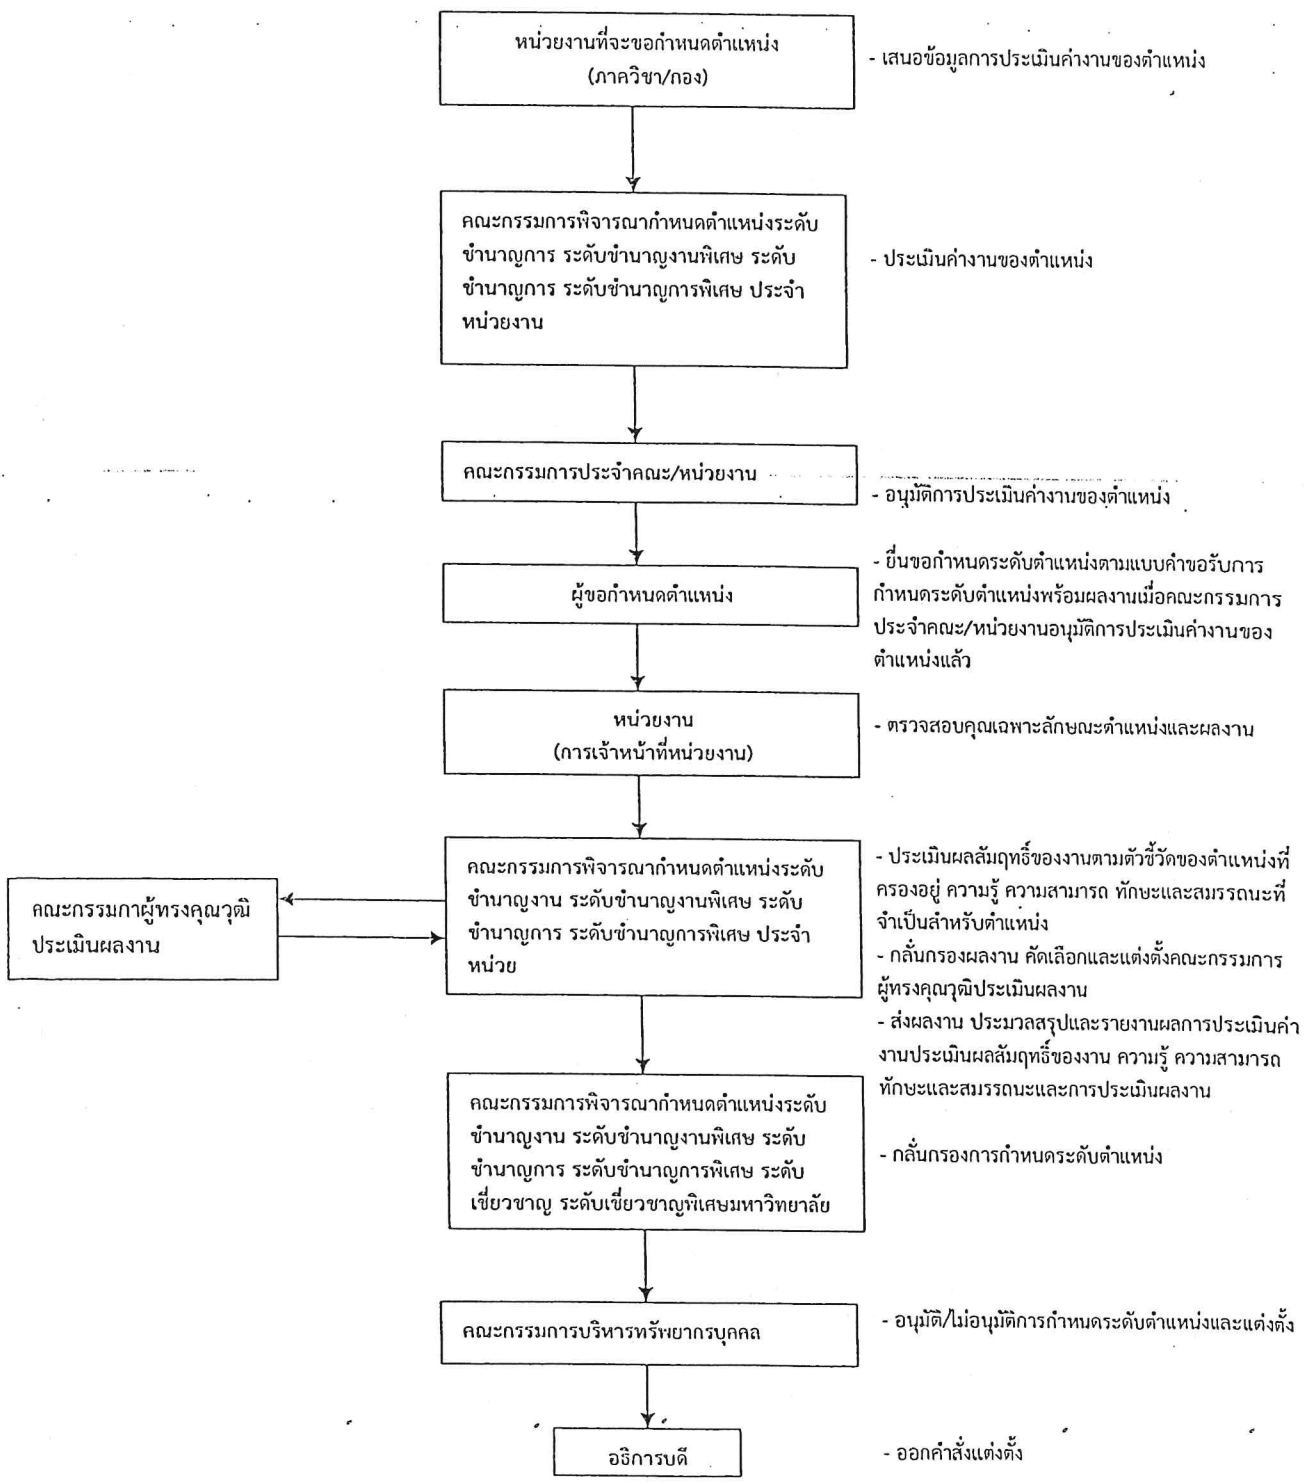 หน่วยงานที่จะขอกำหนดตำแหน่ง
(ภาควิชา/กอง)
- เสนอข้อมูลการประเมินค่างานของตำแหน่ง
คณะกรรมการพิจารณากำหนดตำแหน่งระดับ
ชำนาญการ ระดับชำนาญงานพิเศษ ระดับ
ชำนาญการ ระดับชำนาญการพิเศษ ประจำ
หน่วยงาน
- ประเมินค่างานของตำแหน่ง
คณะกรรมการประจำคณะ/หน่วยงาน
- อนุมัติการประเมินค่างานของตำแหน่ง
ผู้ขอกำหนดตำแหน่ง
- ยื่นขอกำหนดระดับตำแหน่งตามแบบคำขอรับการ
กำหนดระดับตำแหน่งพร้อมผลงานเมื่อคณะกรรมการ
ประจำคณะ/หน่วยงานอนุมัติการประเมินค่างานของ
ตำแหน่งแล้ว
หน่วยงาน
(การเจ้าหน้าที่หน่วยงาน)
- ตรวจสอบคุณเฉพาะลักษณะตำแหน่งและผลงาน
คณะกรรมกาผู้ทรงคุณวุฒิ
ประเมินผลงาน
คณะกรรมการพิจารณากำหนดตำแหน่งระดับ
ชำนาญงาน ระดับชำนาญงานพิเศษ ระดับ
ชำนาญการ ระดับชำนาญการพิเศษ ประจำ
หน่วย
- ประเมินผลสัมฤทธิ์ของงานตามตัวชี้วัดของตำแหน่งที่
ครองอยู่ ความรู้ ความสามารถ ทักษะและสมรรถนะที่
จำเป็นสำหรับตำแหน่ง
- กลั่นกรองผลงาน คัดเลือกและแต่งตั้งคณะกรรมการ
ผู้ทรงคุณวุฒิประเมินผลงาน
- ส่งผลงาน ประมวลสรุปและรายงานผลการประเมินค่า
งานประเมินผลสัมฤทธิ์ของงาน ความรู้ ความสามารถ
ทักษะและสมรรถนะและการประเมินผลงาน
คณะกรรมการพิจารณากำหนดตำแหน่งระดับ
ชำนาญงาน ระดับชำนาญงานพิเศษ ระดับ
ชำนาญการ ระดับชำนาญการพิเศษ ระดับ
เชี่ยวชาญ ระดับเชี่ยวชาญพิเศษมหาวิทยาลัย
- กลั่นกรองการกำหนดระดับตำแหน่ง
คณะกรรมการบริหารทรัพยากรบุคคล
- อนุมัติ/ไม่อนุมัติการกำหนดระดับตำแหน่งและแต่งตั้ง
อธิการบดี
- ออกคำสั่งแต่งตั้ง